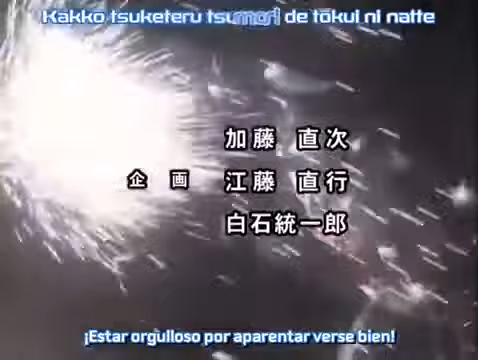 Kakko tsuketeru tsumori de tokui ni natte
加藤 直次
企 画 江藤 直行
白石統一郎
¡Estar orgulloso por aparentar verse bien!